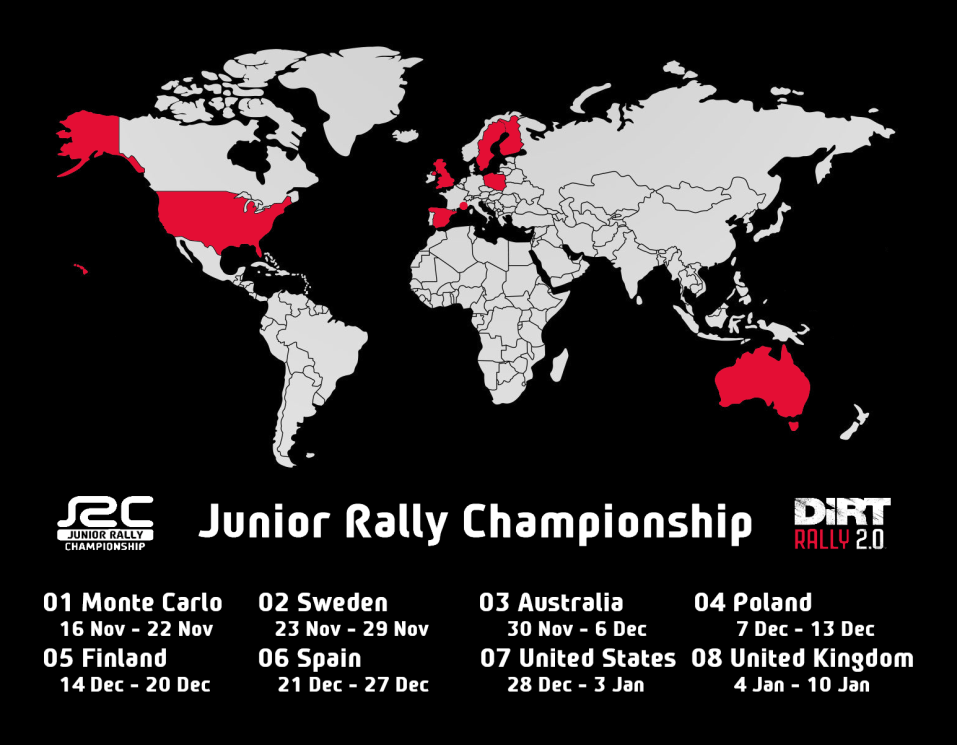 JRC
JUNIOR RALLY
CHAMPIONSHIP
Junior Rally Championship
DiRT
RALLY 2.0
01 Monte Carlo
16 Nov - 22 Nov
02 Sweden
23 Nov - 29 Nov
03 Australia
30 Nov - 6 Dec
04 Poland
7 Dec - 13 Dec
05 Finland
14 Dec - 20 Dec
06 Spain
21 Dec - 27 Dec
07 United States
28 Dec - 3 Jan
08 United Kingdom
4 Jan - 10 Jan